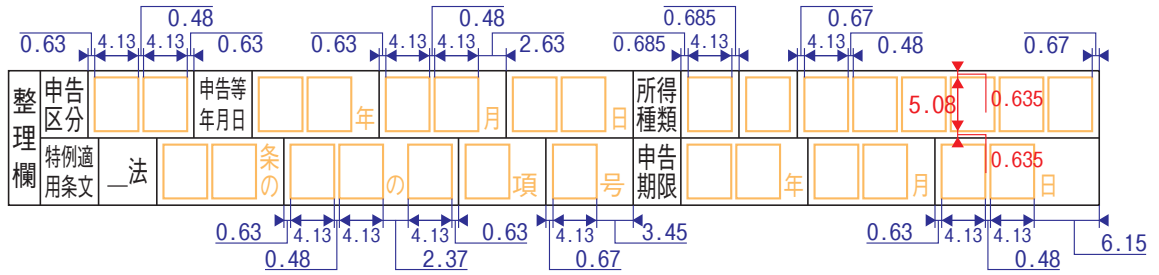 0.48 0.48 0.685 0.67
0.63 4.13 4.13 0.63 0.63 4.13 4.13 2.63 0.685 4.13 4.13 0.48 0.67
整理欄
申告区分 申告等年月日 年 月 日 所得種類 5.08 0.635
特例適用条文 __法 条の の 項 号 申告期限 年 月 日 0.635
0.63 4.13 4.13 4.13 0.63 4.13 3.45 0.63 4.13 4.13 6.15
0.48 2.37 0.67 0.48